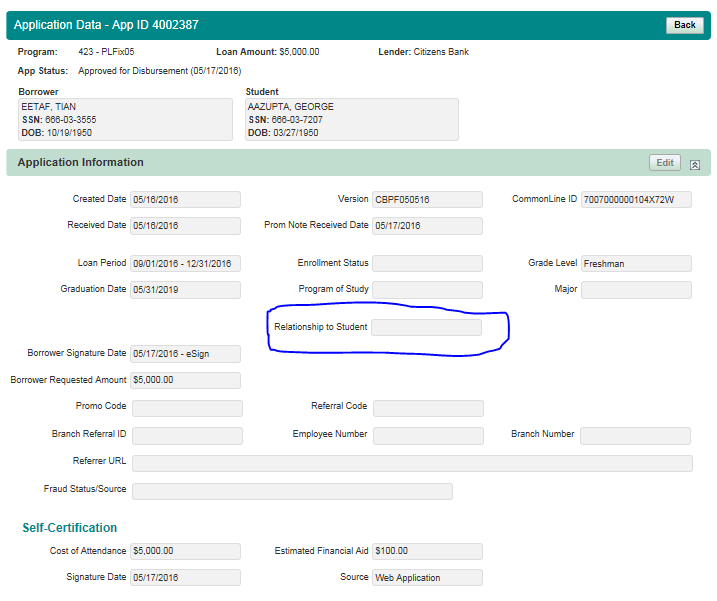 Application Data - App ID 4002387 Back
Program: 423 - PLFix05 Loan Amount: $5,000.00 Lender: Citizens Bank
App Status: Approved for Disbursement (05/17/2016)
Borrower Student
EETAF, TIAN AAZUPTA, GEORGE
SSN: 666-03-3555 SSN: 666-03-7207
DOB: 10/19/1950 DOB: 03/27/1950
Application Information Edit
Created Date 05/16/2016 Version CBPF050516 CommonLine ID 7007000000104X72W
Received Date 05/16/2016 Prom Note Received Date 05/17/2016
Loan Period 09/01/2016 - 12/31/2016 Enrollment Status Grade Level Freshman
Graduation Date 05/31/2019 Program of Study Major
Relationship to Student
Borrower Signature Date 05/17/2016 - eSign
Borrower Requested Amount $5,000.00
Promo Code Referral Code
Branch Referral ID Employee Number Branch Number
Referrer URL
Fraud Status/Source
Self-Certification
Cost of Attendance $5,000.00 Estimated Financial Aid $100.00
Signature Date 05/17/2016 Source Web Application